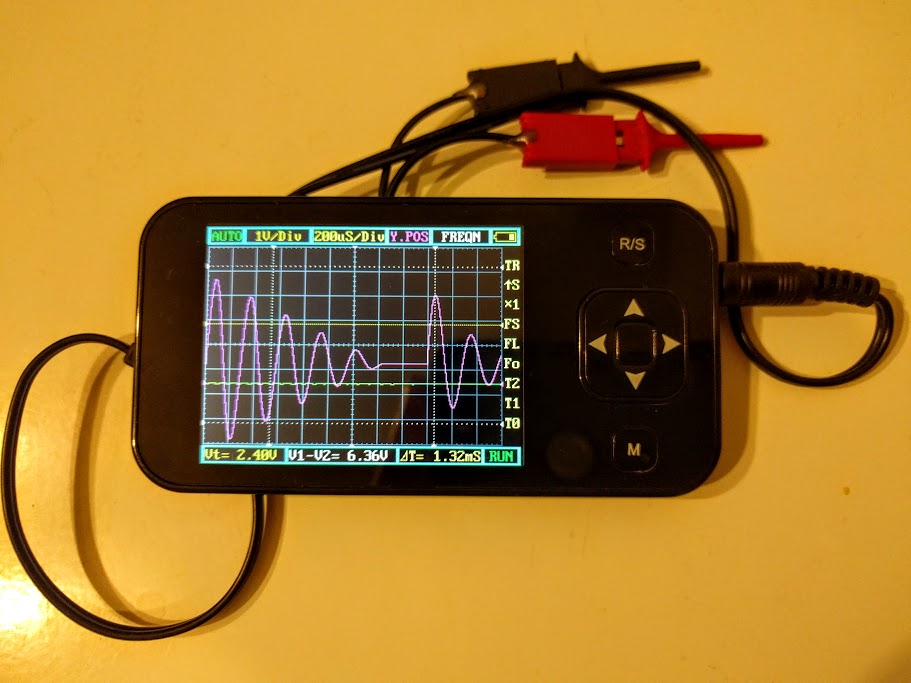 AUTO 1V/Div 200uS/Div Y.POS FREQN
TR
↑S
×1
FS
FL
Fo
T2
T1
T0
Vt= 2.40V V1-V2= 6.36V ΔT= 1.32mS RUN
R/S
M